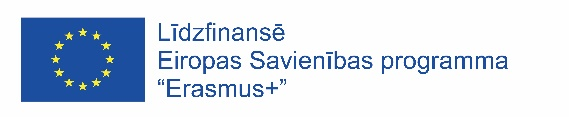 Līdzfinansē
Eiropas Savienības programma
“Erasmus+”